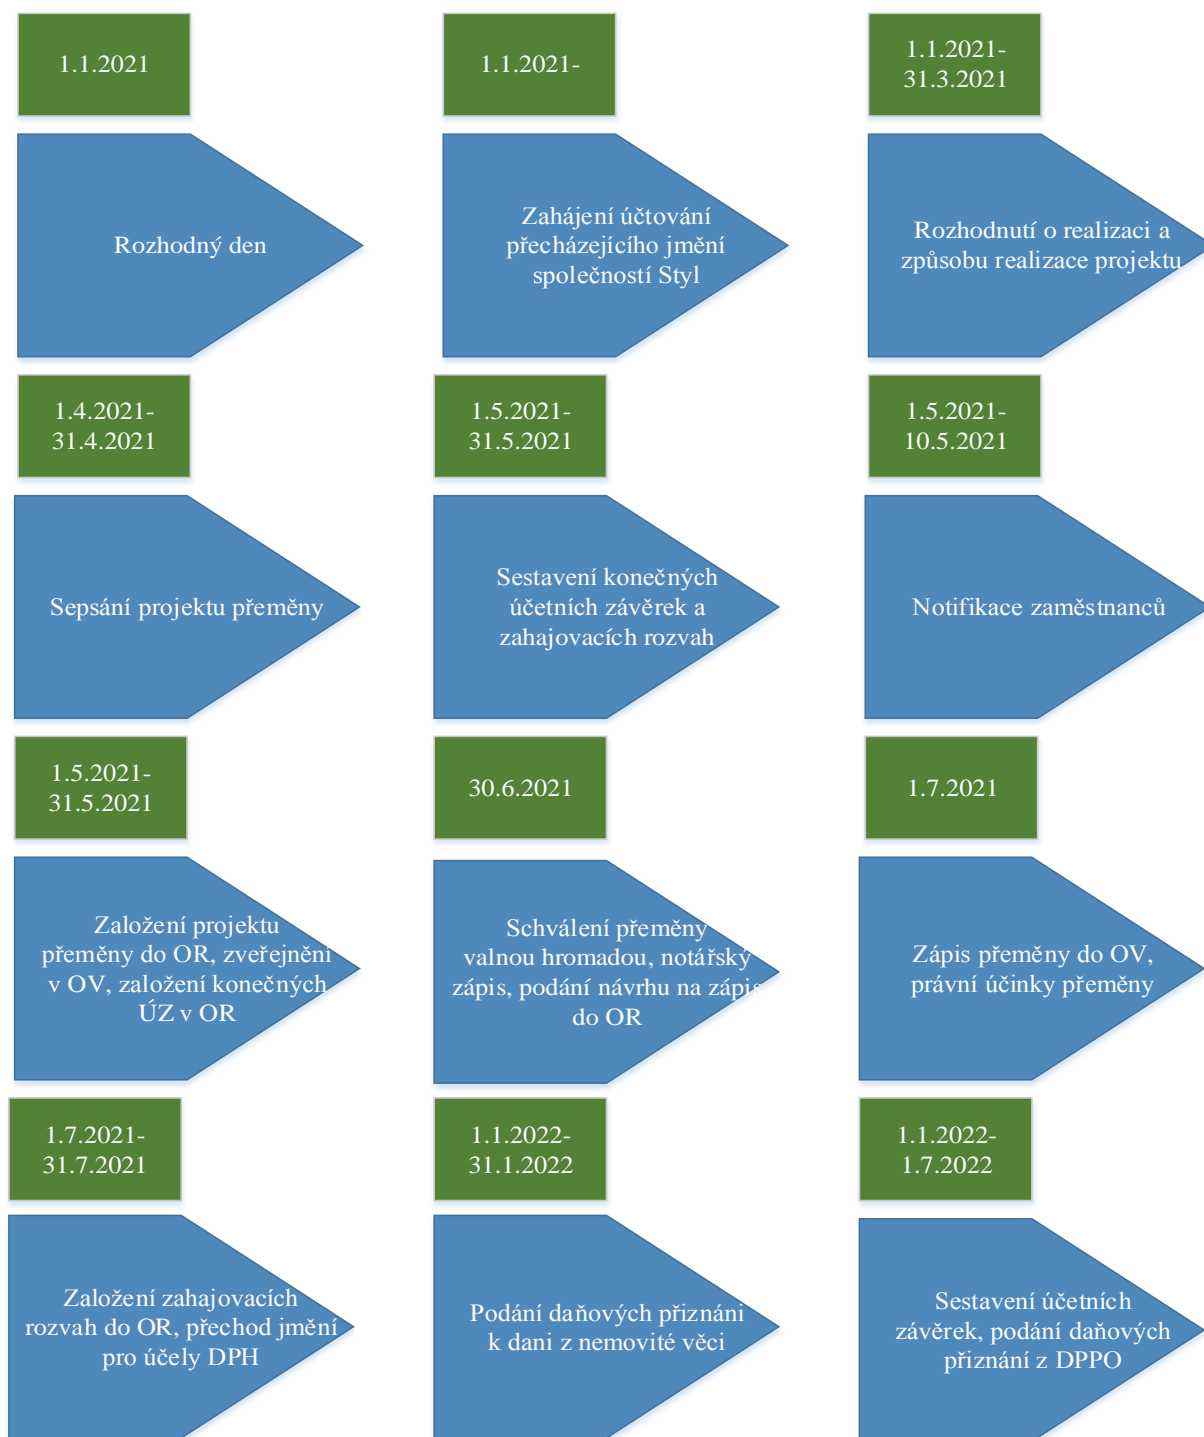 1.1.2021
Rozhodný den
1.1.2021-
Zahájení účtování
přecházejícího jmění
společností Styl
1.1.2021-
31.3.2021
Rozhodnutí o realizaci a
způsobu realizace projektu
1.4.2021-
31.4.2021
Sepsání projektu přeměny
1.5.2021-
31.5.2021
Sestavení konečných
účetních závěrek a
zahajovacích rozvah
1.5.2021-
10.5.2021
Notifikace zaměstnanců
1.5.2021-
31.5.2021
Založení projektu
přeměny do OR, zveřejnění
v OV, založení konečných
ÚZ v OR
30.6.2021
Schválení přeměny
valnou hromadou, notářský
zápis, podání návrhu na zápis
do OR
1.7.2021
Zápis přeměny do OV,
právní účinky přeměny
1.7.2021-
31.7.2021
Založení zahajovacích
rozvah do OR, přechod jmění
pro účely DPH
1.1.2022-
31.1.2022
Podání daňových přiznáni
k dani z nemovité věci
1.1.2022-
1.7.2022
Sestavení účetních
závěrek, podání daňových
přiznání z DPPO